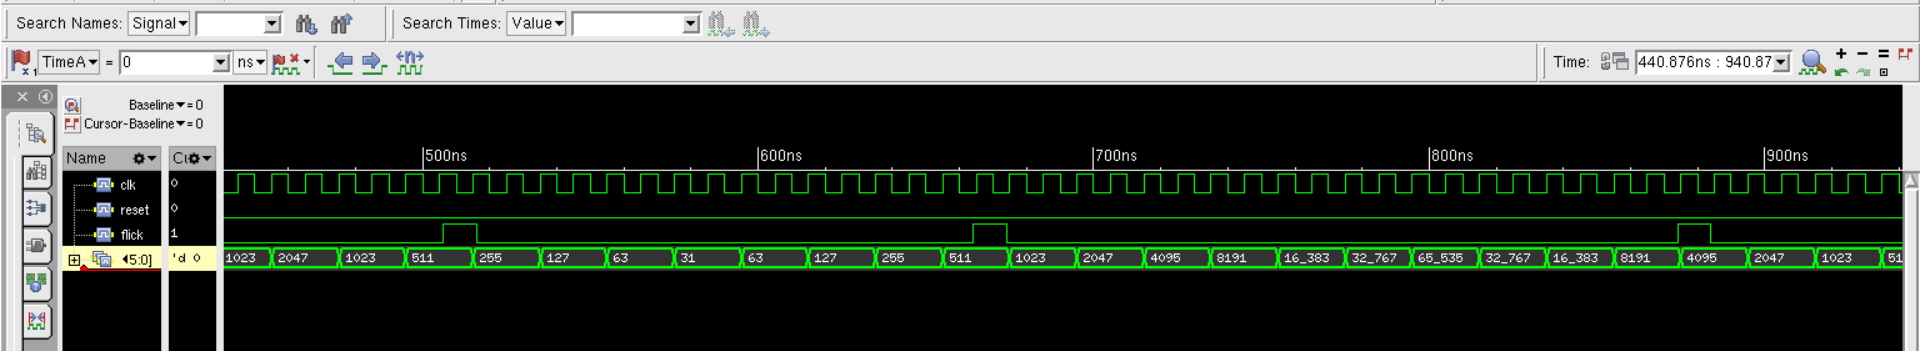 Search Names: Signal Search Times: Value
TimeA = 0 ns Time: 440.876ns : 940.87
x1
Baseline = 0
Cursor-Baseline = 0
Name
500ns 600ns 700ns 800ns 900ns
clk 0
reset 0
flick 1
5:0] 'd 0 1023 2047 1023 511 255 127 63 31 63 127 255 511 1023 2047 4095 8191 16_383 32_767 65_535 32_767 16_383 8191 4095 2047 1023 51